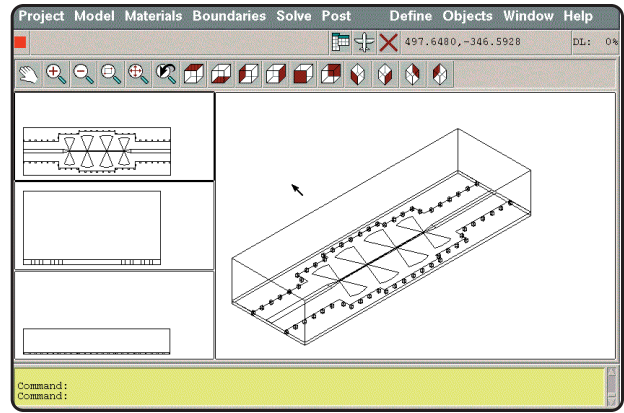 Project Model Materials Boundaries Solve Post Define Objects Window Help
497.6480,-346.5928 DL: 0%
Command:
Command: